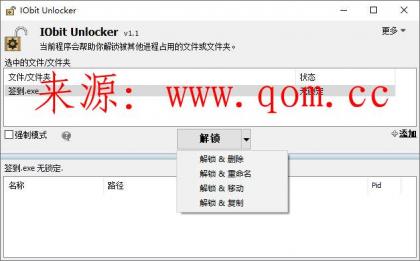 IObit Unlocker
IObit Unlocker v1.1
更多
当前程序会帮助你解锁被其他进程占用的文件或文件夹。
选中的文件/文件夹
文件/文件夹 状态
签到.exe 无锁定
来源：www.qom.cc
强制模式 解锁 添加
解锁 & 删除
解锁 & 重命名
解锁 & 移动
解锁 & 复制
签到.exe 无锁定.
名称 路径 Pid